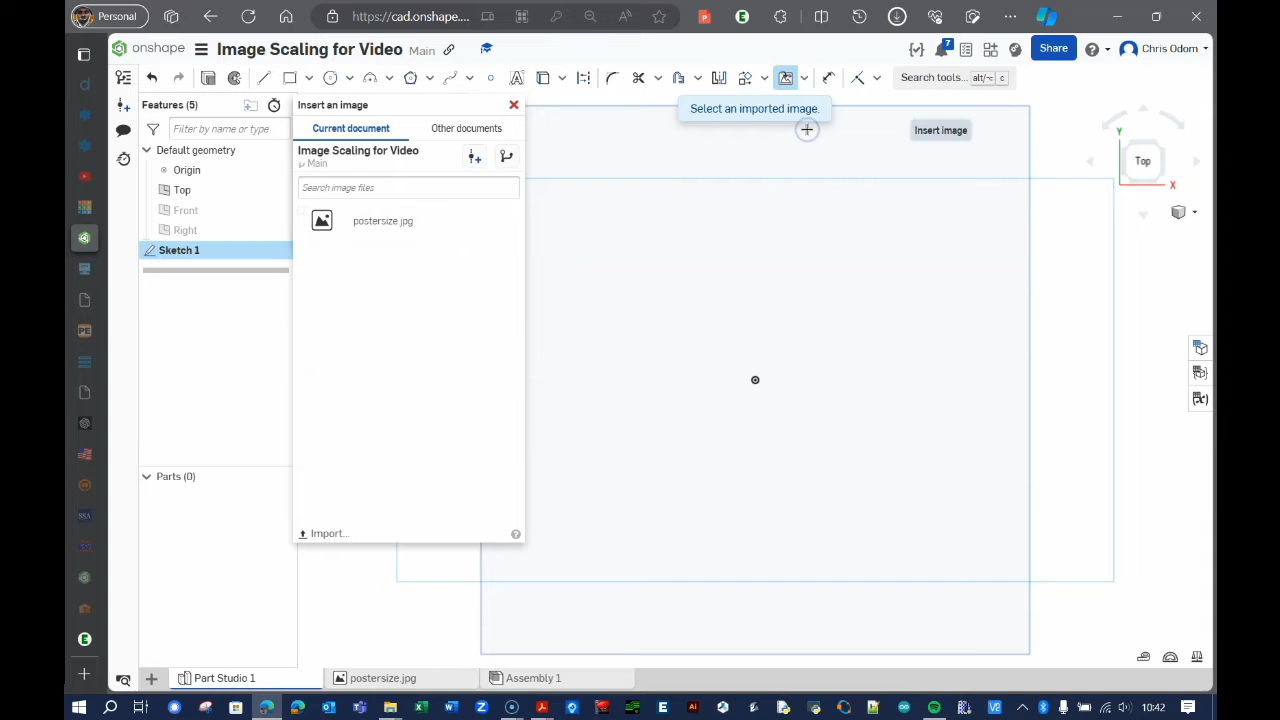 Personal
https://cad.onshape....
onshape
Image Scaling for Video
Main
7
Share
Chris Odom
Search tools...
alt/⌥
c
Features (5)
Filter by name or type
Default geometry
Origin
Top
Front
Right
Sketch 1
Parts (0)
Insert an image
Current document
Other documents
Image Scaling for Video
Main
Search image files
postersize.jpg
Import...
Select an imported image.
Insert image
Y
Top
X
Part Studio 1
postersize.jpg
Assembly 1
10:42